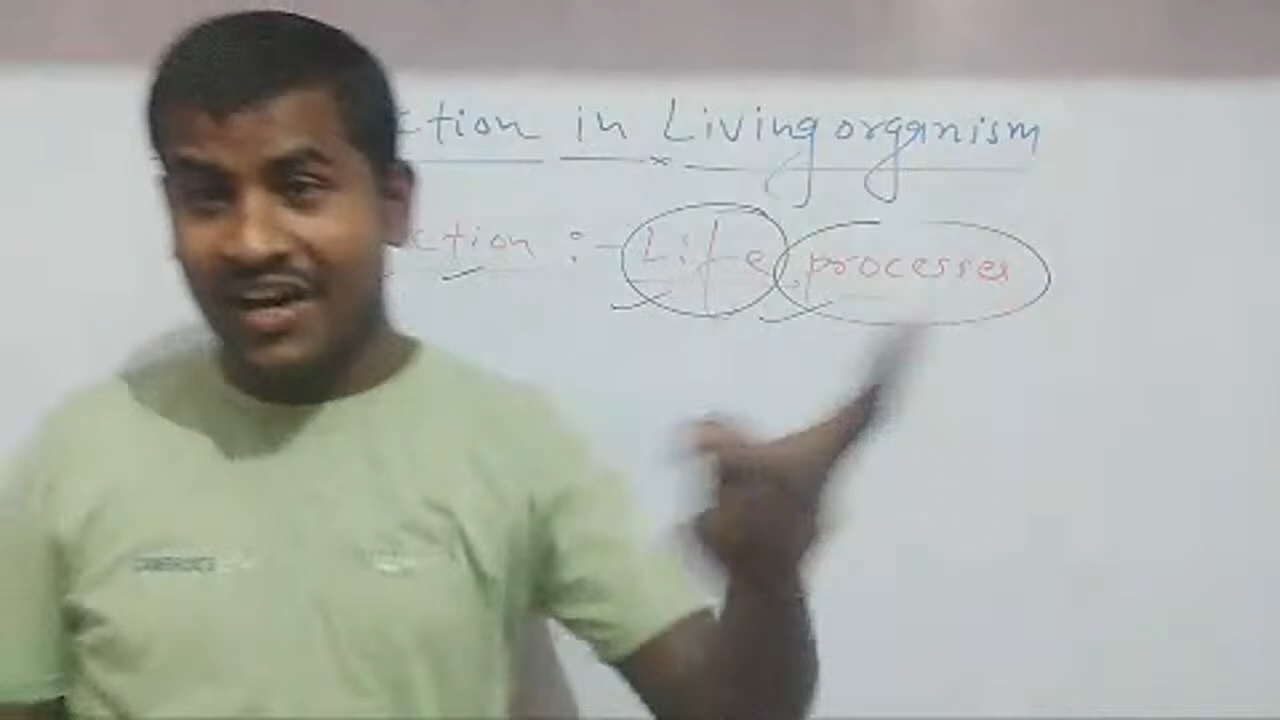 ction in Living organism
ction :- Life processes